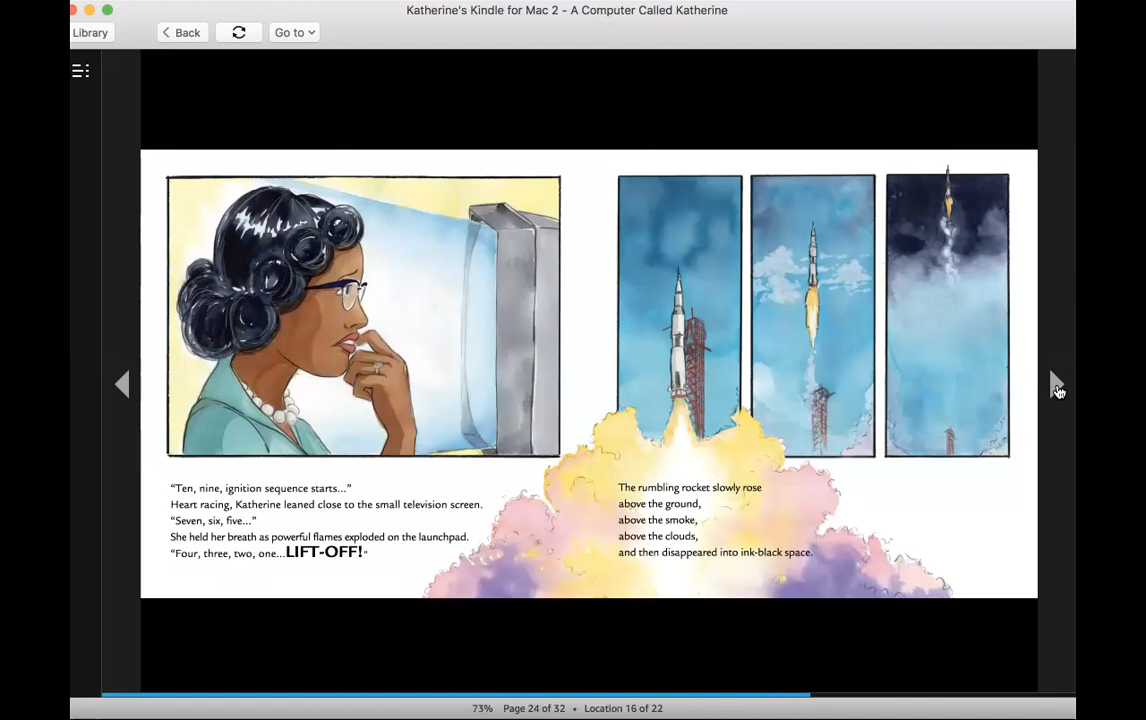 Katherine's Kindle for Mac 2 - A Computer Called Katherine
Library
Back
Go to
“Ten, nine, ignition sequence starts...”
Heart racing, Katherine leaned close to the small television screen.
“Seven, six, five...”
She held her breath as powerful flames exploded on the launchpad.
“Four, three, two, one...LIFT-OFF!”
The rumbling rocket slowly rose
above the ground,
above the smoke,
above the clouds,
and then disappeared into ink-black space.
73% Page 24 of 32 • Location 16 of 22